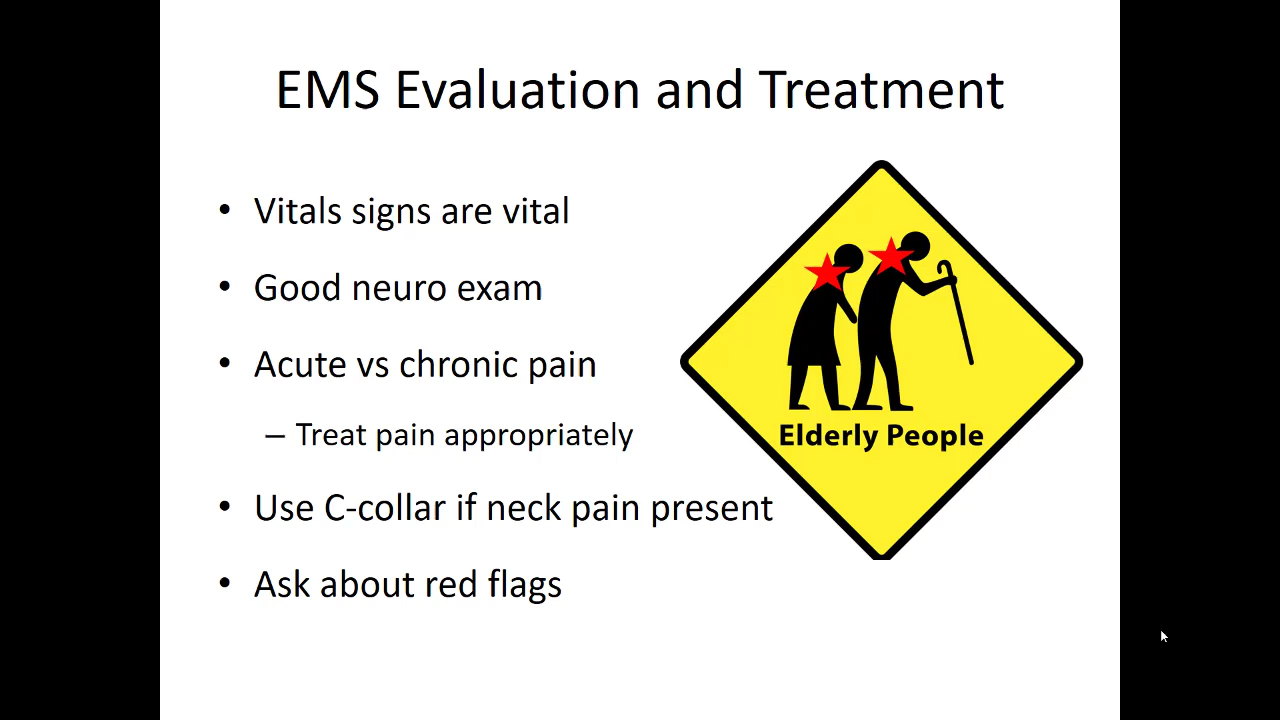 EMS Evaluation and Treatment
• Vitals signs are vital
• Good neuro exam
• Acute vs chronic pain
– Treat pain appropriately
• Use C-collar if neck pain present
• Ask about red flags
Elderly People